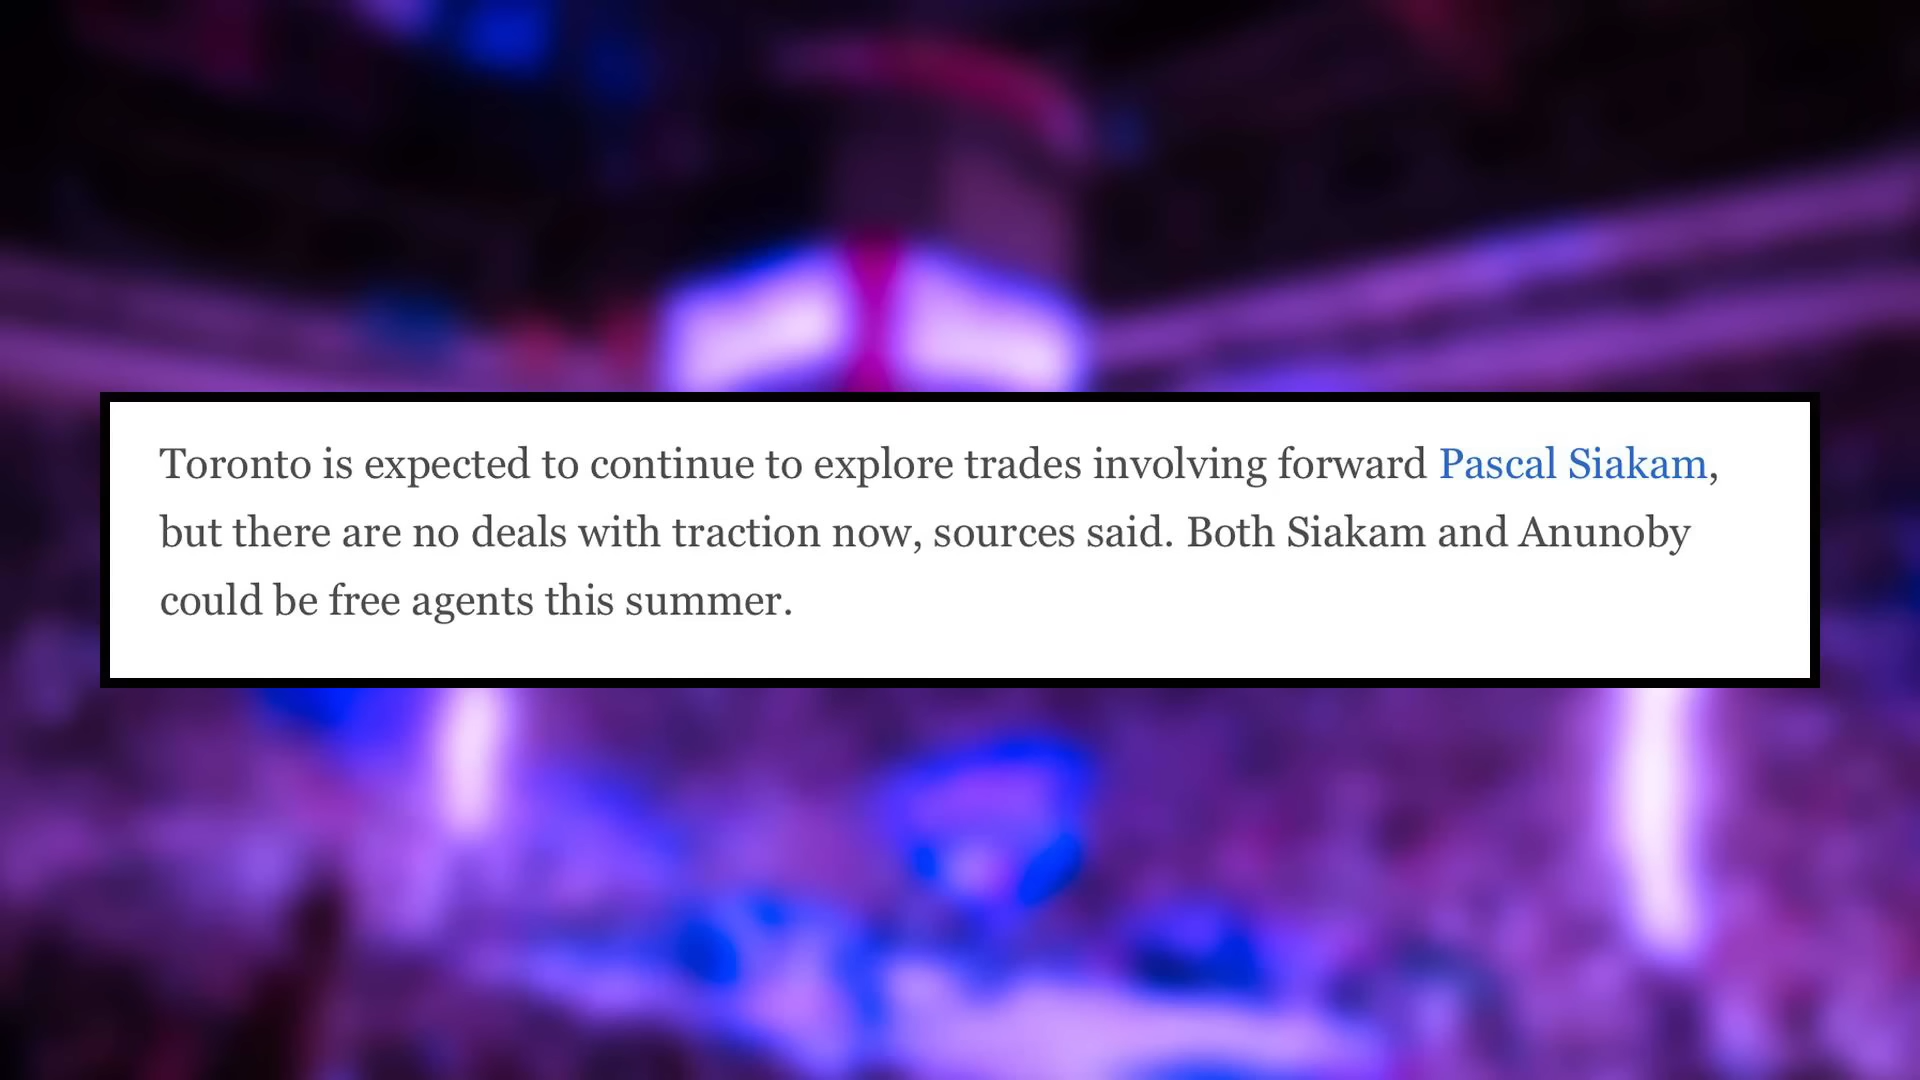 Toronto is expected to continue to explore trades involving forward Pascal Siakam,
but there are no deals with traction now, sources said. Both Siakam and Anunoby
could be free agents this summer.